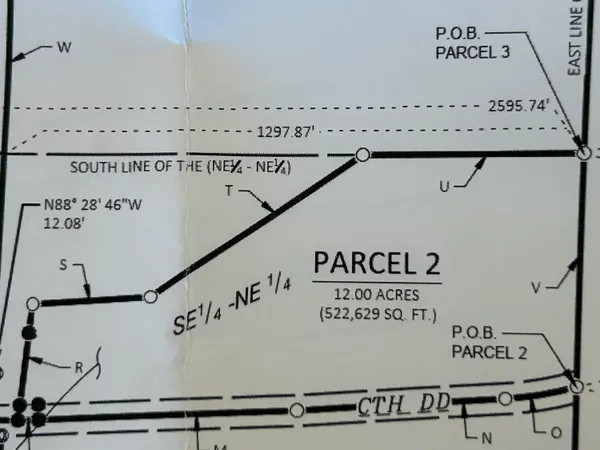 W
P.O.B.
PARCEL 3
EAST LINE
2595.74'
1297.87'
SOUTH LINE OF THE (NE¼ - NE¼)
T
U
N88° 28' 46"W
12.08'
S
PARCEL 2
12.00 ACRES
(522,629 SQ. FT.)
SE 1/4 - NE 1/4
V
P.O.B.
PARCEL 2
R
CTH DD
N
O